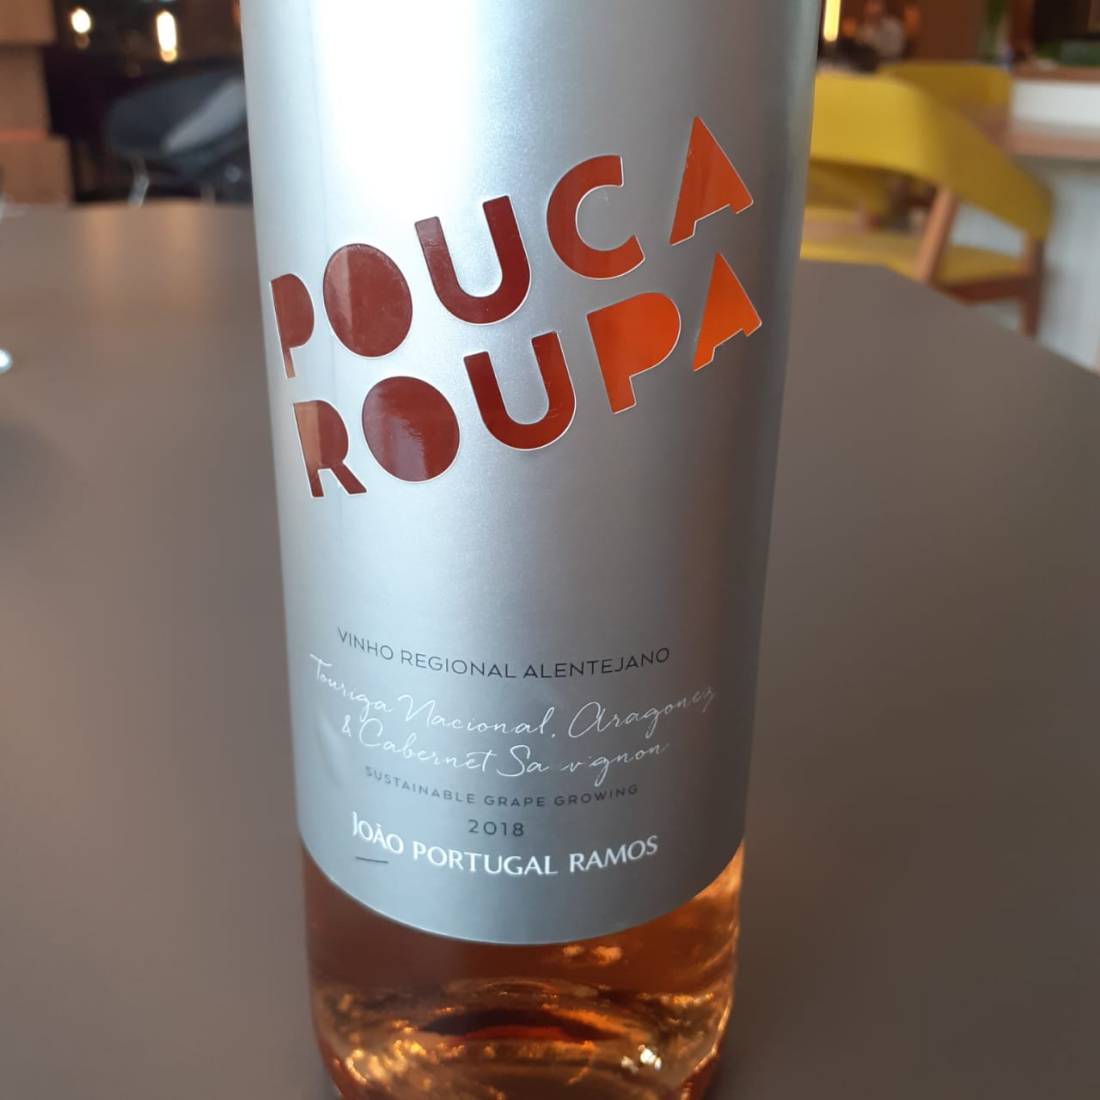 POUCA
ROUPA
VINHO REGIONAL ALENTEJANO
Touriga Nacional, Aragonez
& Cabernet Sauvignon
SUSTAINABLE GRAPE GROWING
2018
JOÃO PORTUGAL RAMOS